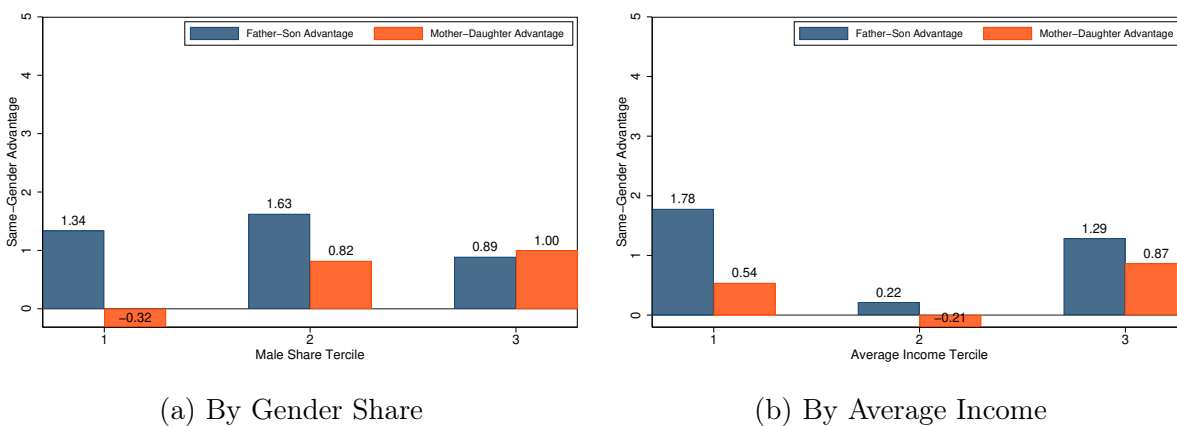 Father−Son Advantage Mother−Daughter Advantage
Same−Gender Advantage
0 1 2 3 4 5
1.34 −0.32 1.63 0.82 0.89 1.00
1 2 3
Male Share Tercile
(a) By Gender Share
Father−Son Advantage Mother−Daughter Advantage
Same−Gender Advantage
0 1 2 3 4 5
1.78 0.54 0.22 −0.21 1.29 0.87
1 2 3
Average Income Tercile
(b) By Average Income